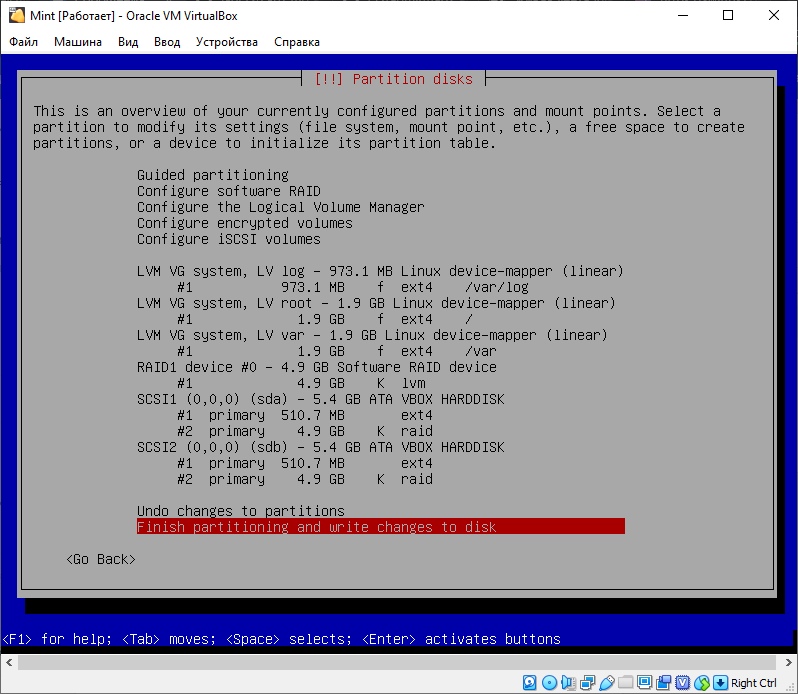 Mint [Работает] - Oracle VM VirtualBox
Файл Машина Вид Ввод Устройства Справка
[!!] Partition disks
This is an overview of your currently configured partitions and mount points. Select a
partition to modify its settings (file system, mount point, etc.), a free space to create
partitions, or a device to initialize its partition table.
Guided partitioning
Configure software RAID
Configure the Logical Volume Manager
Configure encrypted volumes
Configure iSCSI volumes
LVM VG system, LV log - 973.1 MB Linux device-mapper (linear)
#1 973.1 MB f ext4 /var/log
LVM VG system, LV root - 1.9 GB Linux device-mapper (linear)
#1 1.9 GB f ext4 /
LVM VG system, LV var - 1.9 GB Linux device-mapper (linear)
#1 1.9 GB f ext4 /var
RAID1 device #0 - 4.9 GB Software RAID device
#1 4.9 GB K lvm
SCSI1 (0,0,0) (sda) - 5.4 GB ATA VBOX HARDDISK
#1 primary 510.7 MB ext4
#2 primary 4.9 GB K raid
SCSI2 (0,0,0) (sdb) - 5.4 GB ATA VBOX HARDDISK
#1 primary 510.7 MB ext4
#2 primary 4.9 GB K raid
Undo changes to partitions
Finish partitioning and write changes to disk
<Go Back>
<F1> for help; <Tab> moves; <Space> selects; <Enter> activates buttons
Right Ctrl